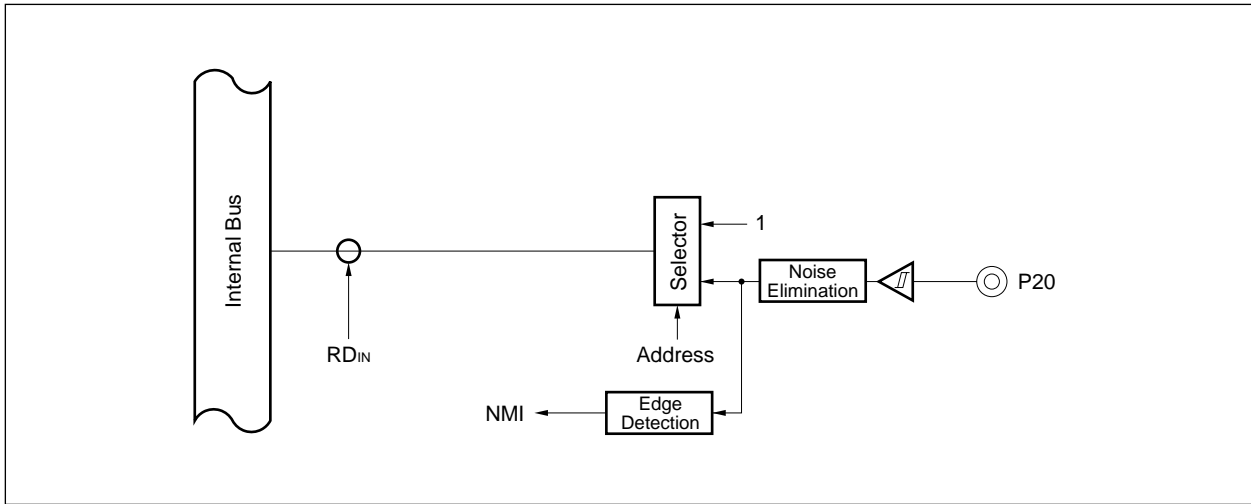 Internal Bus
Selector
1
Noise
Elimination
P20
RDIN
Address
NMI
Edge
Detection